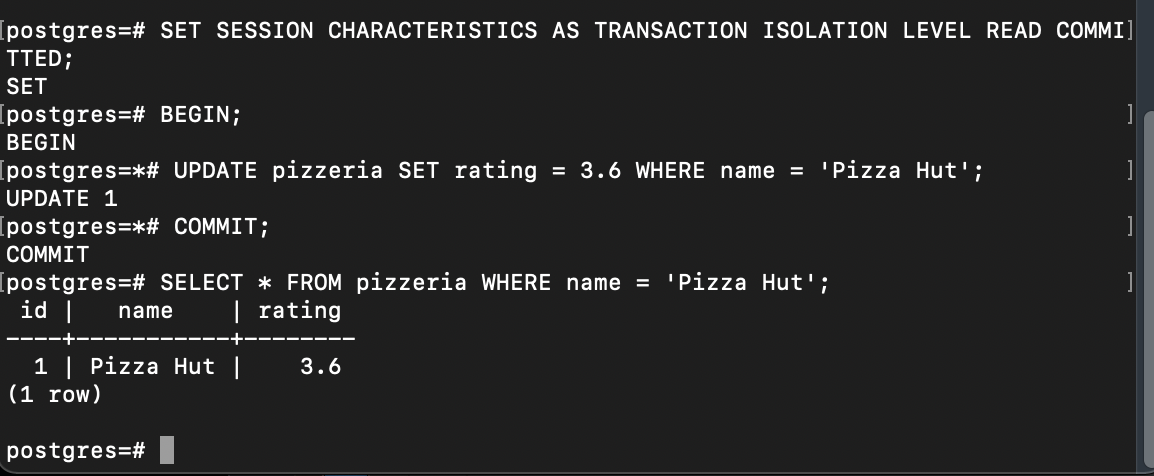 [postgres=# SET SESSION CHARACTERISTICS AS TRANSACTION ISOLATION LEVEL READ COMMI]
TTED;
SET
[postgres=# BEGIN; ]
BEGIN
[postgres=*# UPDATE pizzeria SET rating = 3.6 WHERE name = 'Pizza Hut'; ]
UPDATE 1
[postgres=*# COMMIT; ]
COMMIT
[postgres=# SELECT * FROM pizzeria WHERE name = 'Pizza Hut'; ]
 id |   name    | rating
----+-----------+--------
  1 | Pizza Hut |    3.6
(1 row)
postgres=#